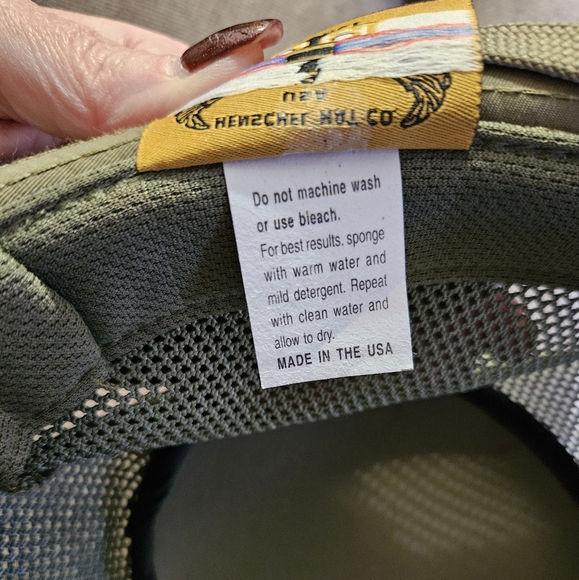 USA
HENSCHEL HAT CO
Do not machine wash
or use bleach.
For best results, sponge
with warm water and
mild detergent. Repeat
with clean water and
allow to dry.
MADE IN THE USA